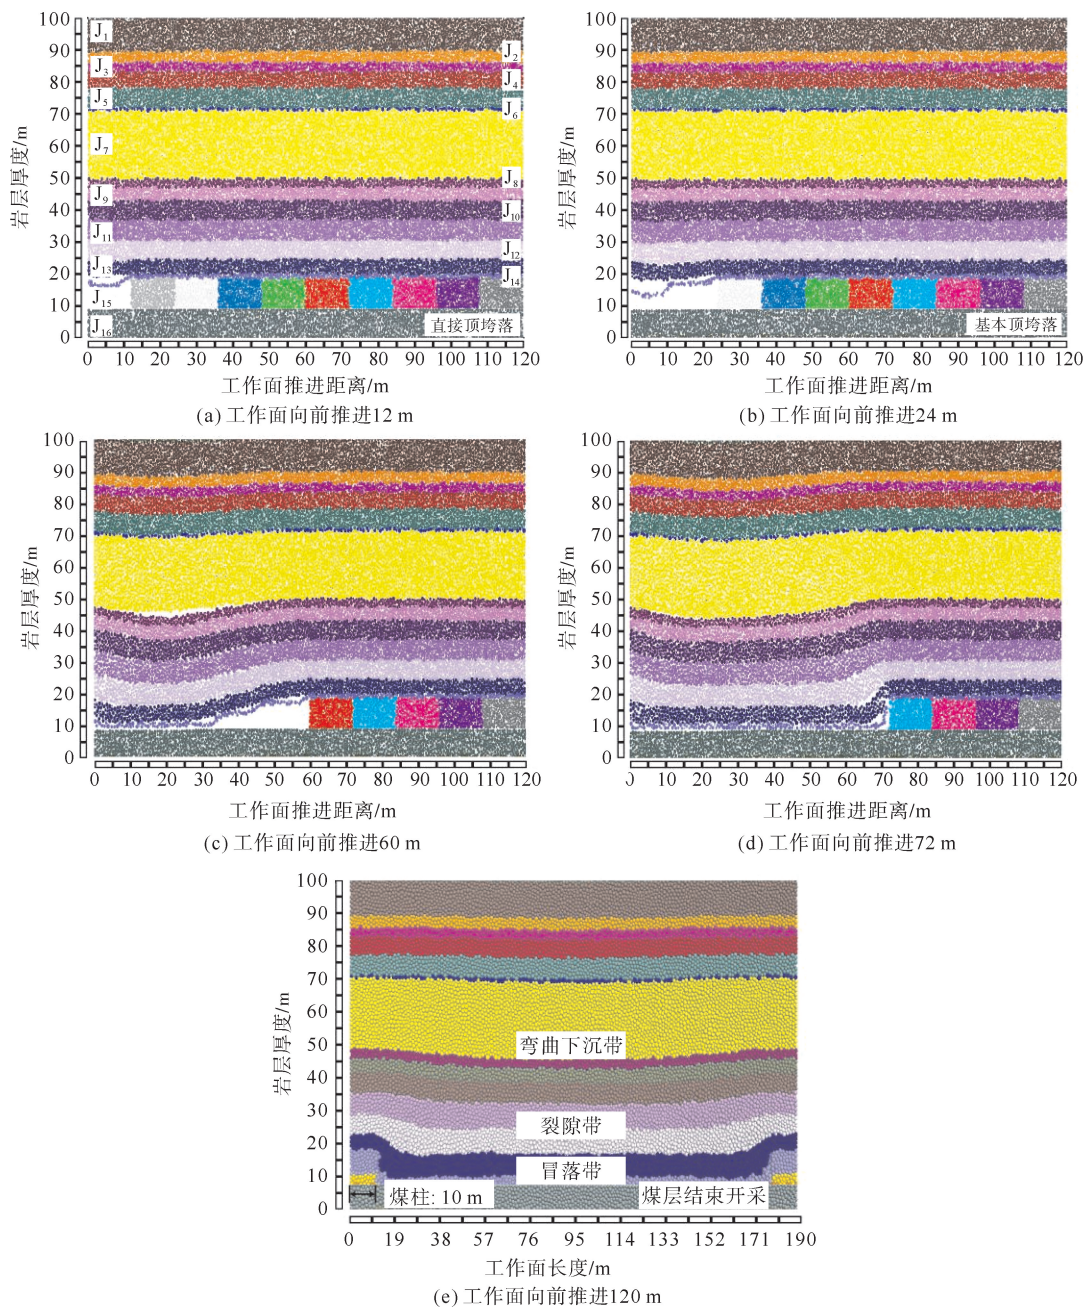 100
90
80
70
60
50
40
30
20
10
0
岩层厚度/m
J1
J2
J3
J4
J5
J6
J7
J8
J9
J10
J11
J12
J13
J14
J15
J16
直接顶垮落
0 10 20 30 40 50 60 70 80 90 100 110 120
工作面推进距离/m
(a) 工作面向前推进12 m
100
90
80
70
60
50
40
30
20
10
0
岩层厚度/m
基本顶垮落
0 10 20 30 40 50 60 70 80 90 100 110 120
工作面推进距离/m
(b) 工作面向前推进24 m
100
90
80
70
60
50
40
30
20
10
0
岩层厚度/m
0 10 20 30 40 50 60 70 80 90 100 110 120
工作面推进距离/m
(c) 工作面向前推进60 m
100
90
80
70
60
50
40
30
20
10
0
岩层厚度/m
0 10 20 30 40 50 60 70 80 90 100 110 120
工作面推进距离/m
(d) 工作面向前推进72 m
100
90
80
70
60
50
40
30
20
10
0
岩层厚度/m
弯曲下沉带
裂隙带
冒落带
煤柱: 10 m
煤层结束开采
0 19 38 57 76 95 114 133 152 171 190
工作面长度/m
(e) 工作面向前推进120 m